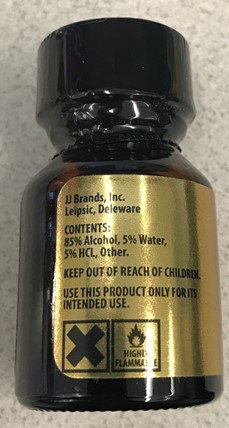 JJ Brands, Inc.
Leipsic, Deleware
CONTENTS:
85% Alcohol, 5% Water,
5% HCL, Other.
KEEP OUT OF REACH OF CHILDREN.
USE THIS PRODUCT ONLY FOR ITS
INTENDED USE.
HIGHLY
FLAMMABLE